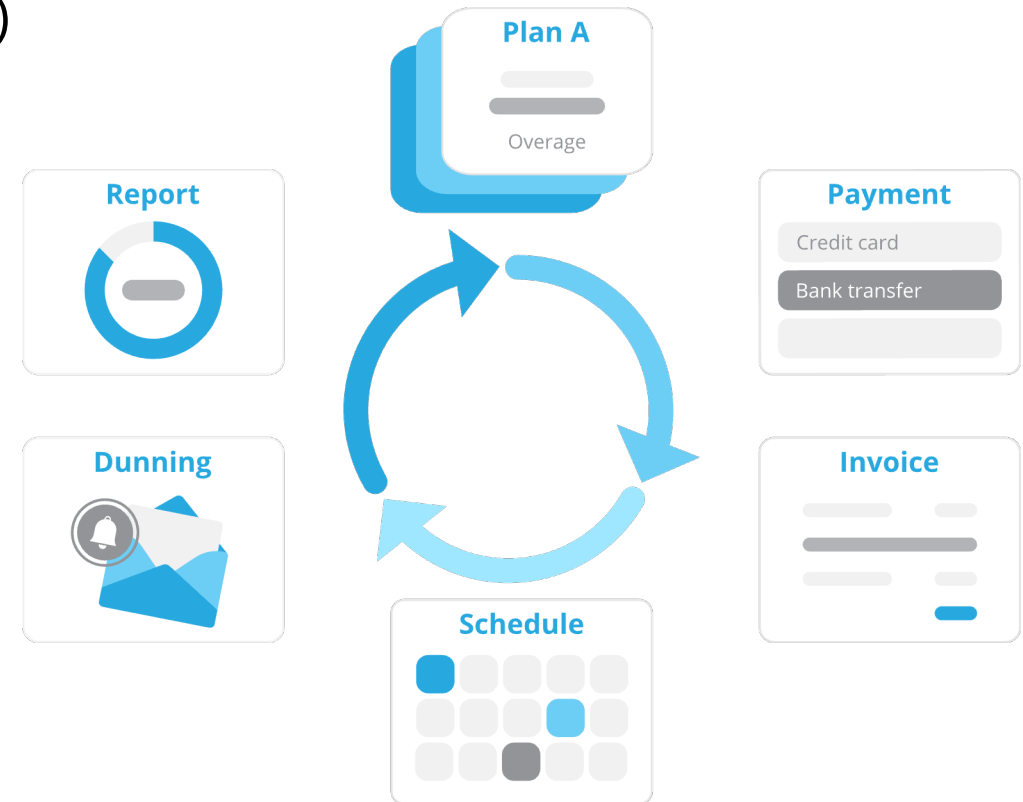 )
Plan A
Overage
Report
Payment
Credit card
Bank transfer
Dunning
Invoice
Schedule